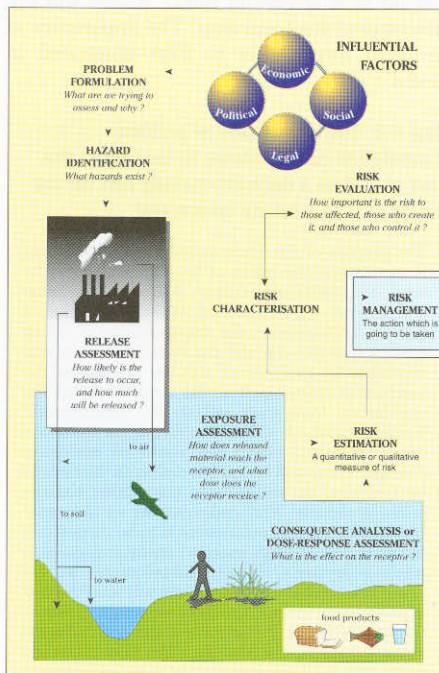 INFLUENTIAL
FACTORS
Economic
Political
Social
Legal
PROBLEM
FORMULATION
What are we trying to
assess and why ?
HAZARD
IDENTIFICATION
What hazards exist ?
RISK
EVALUATION
How important is the risk to
those affected, those who create
it, and those who control it ?
RISK
CHARACTERISATION
RISK
MANAGEMENT
The action which is
going to be taken
RELEASE
ASSESSMENT
How likely is the
release to occur,
and how much
will be released ?
EXPOSURE
ASSESSMENT
How does released
material reach the
receptor, and what
dose does the
receptor receive ?
RISK
ESTIMATION
A quantitative or qualitative
measure of risk
to air
to soil
to water
CONSEQUENCE ANALYSIS or
DOSE-RESPONSE ASSESSMENT
What is the effect on the receptor ?
food products